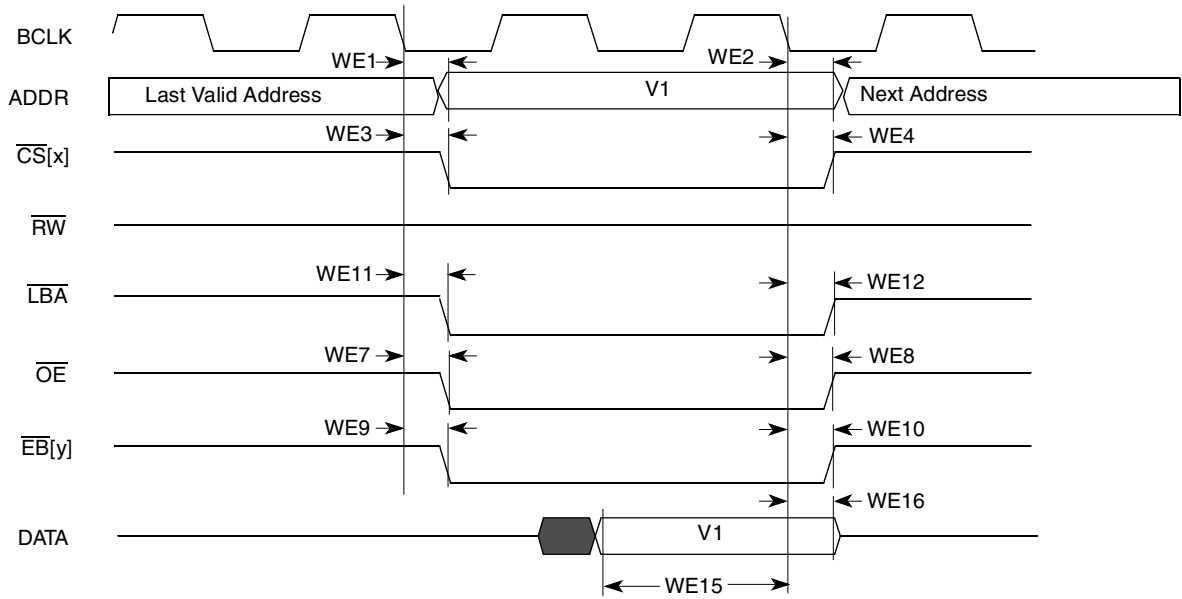 BCLK
WE1 WE2
ADDR Last Valid Address V1 Next Address
WE3 WE4
CS[x]
RW
WE11 WE12
LBA
WE7 WE8
OE
WE9 WE10
EB[y]
WE16
DATA V1
WE15